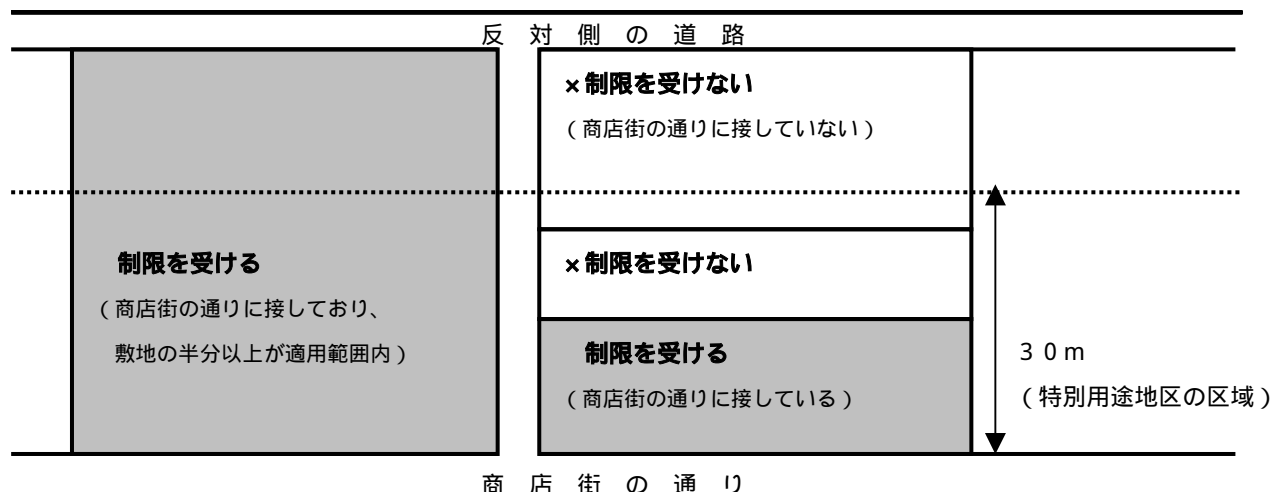 反対側の道路
×制限を受けない
(商店街の通りに接していない)
制限を受ける
(商店街の通りに接しており、
敷地の半分以上が適用範囲内)
×制限を受けない
制限を受ける
(商店街の通りに接している)
30m
(特別用途地区の区域)
商店街の通り